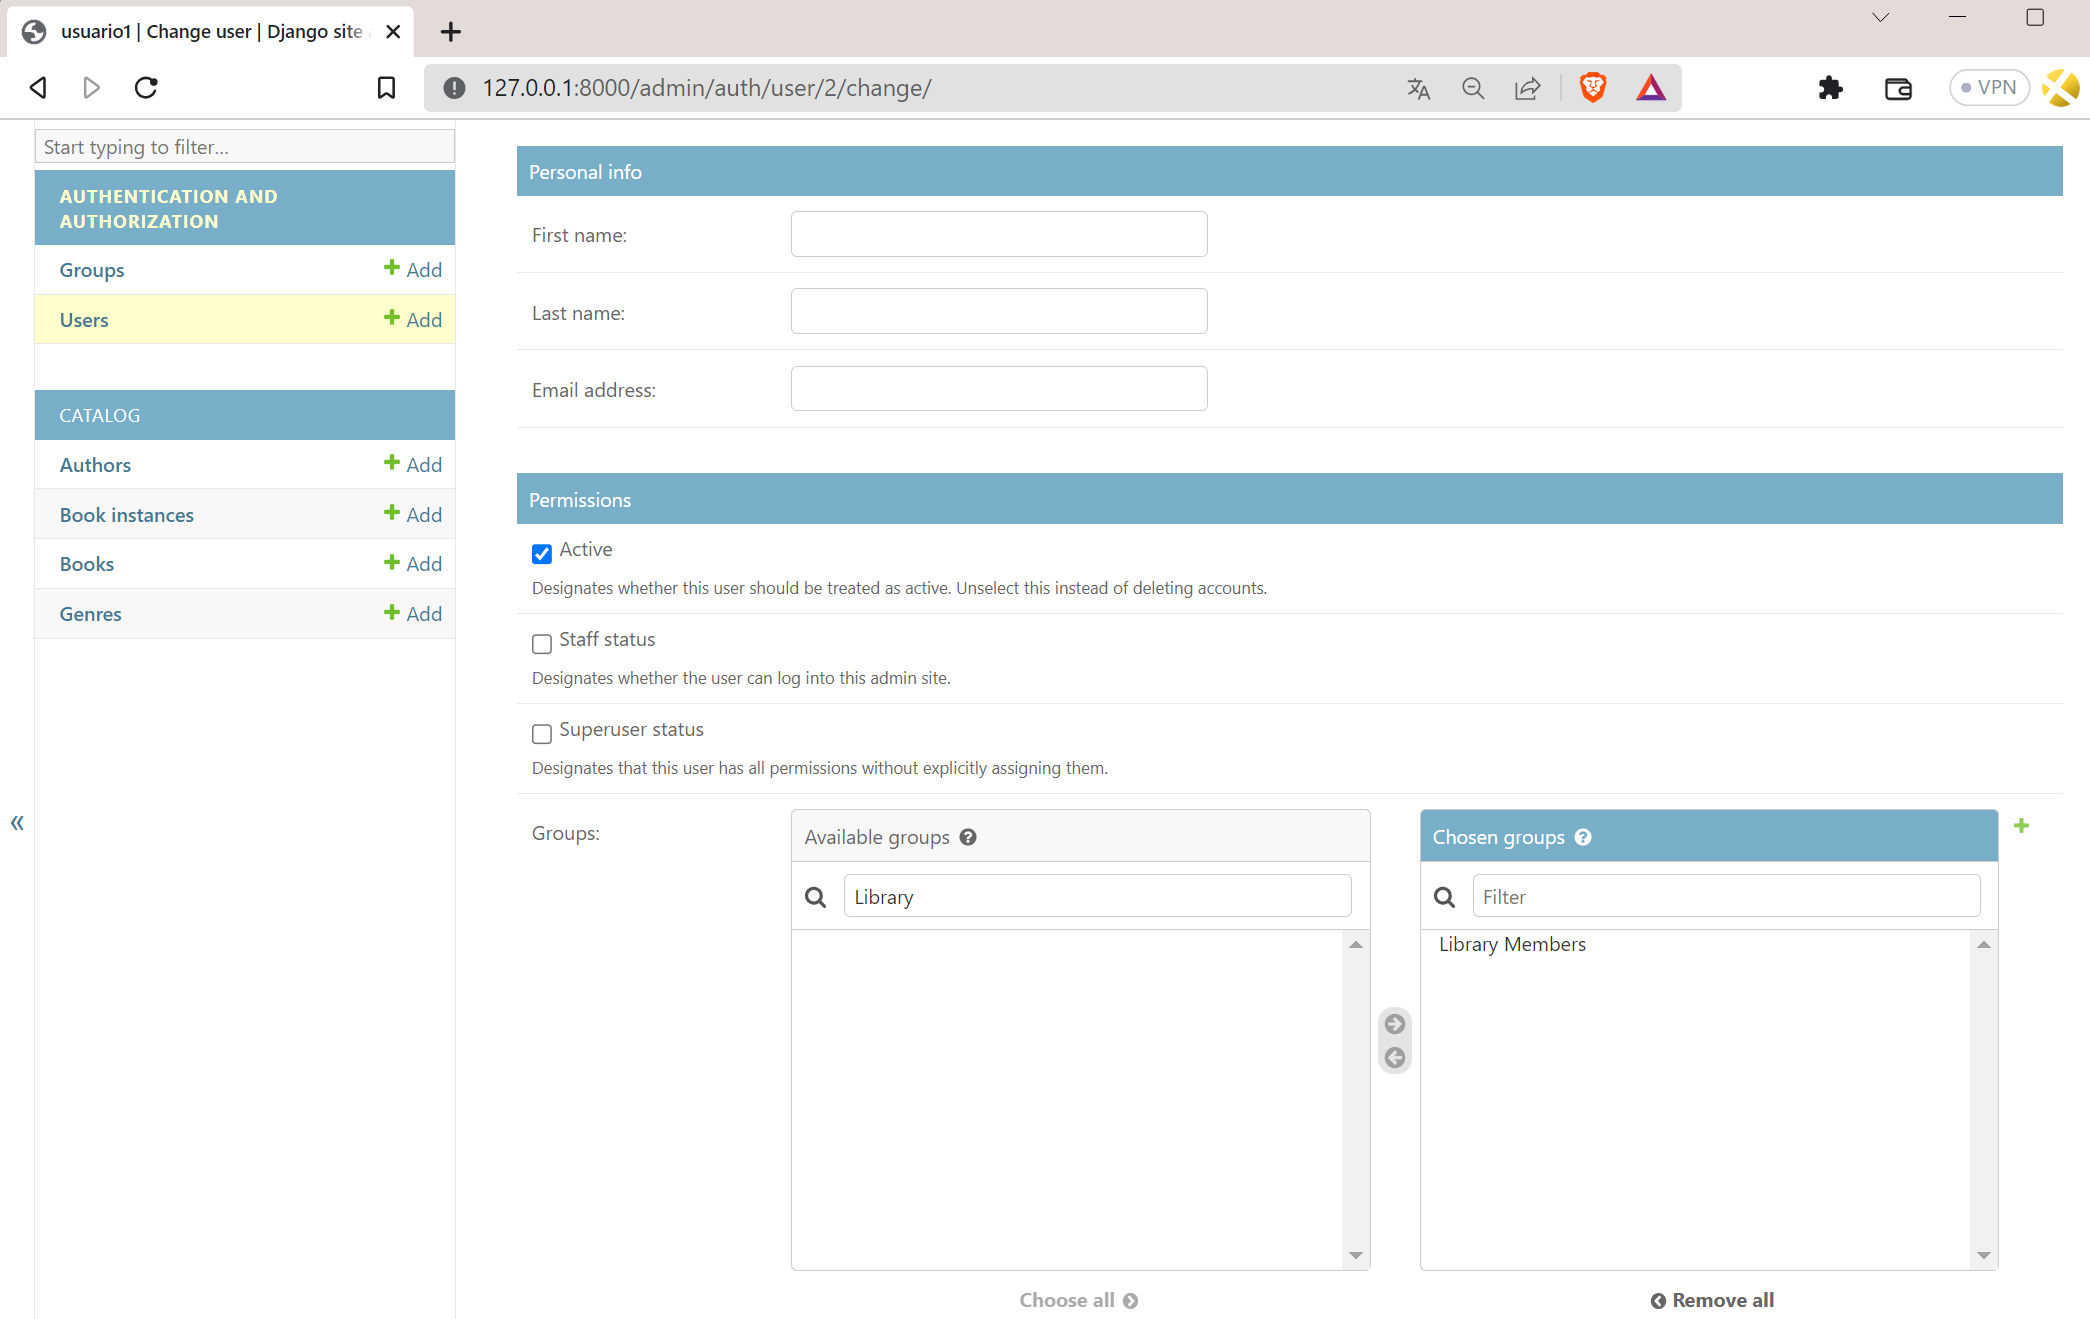 usuario1 | Change user | Django site
127.0.0.1:8000/admin/auth/user/2/change/
VPN
Start typing to filter...
AUTHENTICATION AND
AUTHORIZATION
Groups
Add
Users
Add
CATALOG
Authors
Add
Book instances
Add
Books
Add
Genres
Add
«
Personal info
First name:
Last name:
Email address:
Permissions
Active
Designates whether this user should be treated as active. Unselect this instead of deleting accounts.
Staff status
Designates whether the user can log into this admin site.
Superuser status
Designates that this user has all permissions without explicitly assigning them.
Groups:
Available groups
Library
Choose all
Chosen groups
Filter
Library Members
Remove all